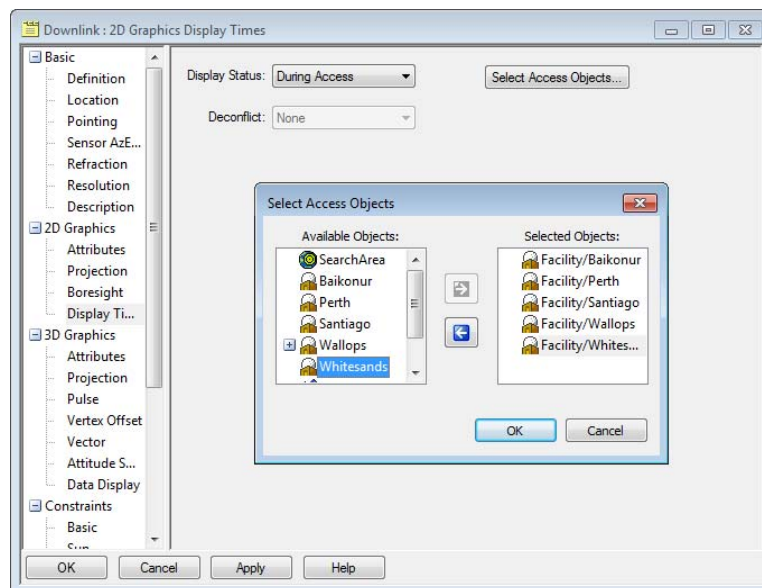 Downlink : 2D Graphics Display Times
Basic
Definition
Location
Pointing
Sensor AzE...
Refraction
Resolution
Description
2D Graphics
Attributes
Projection
Boresight
Display Ti...
3D Graphics
Attributes
Projection
Pulse
Vertex Offset
Vector
Attitude S...
Data Display
Constraints
Basic
Sun
Display Status: During Access Select Access Objects...
Deconflict: None
Select Access Objects
Available Objects:
SearchArea
Baikonur
Perth
Santiago
Wallops
Whitesands
Selected Objects:
Facility/Baikonur
Facility/Perth
Facility/Santiago
Facility/Wallops
Facility/Whites...
OK Cancel
OK Cancel Apply Help